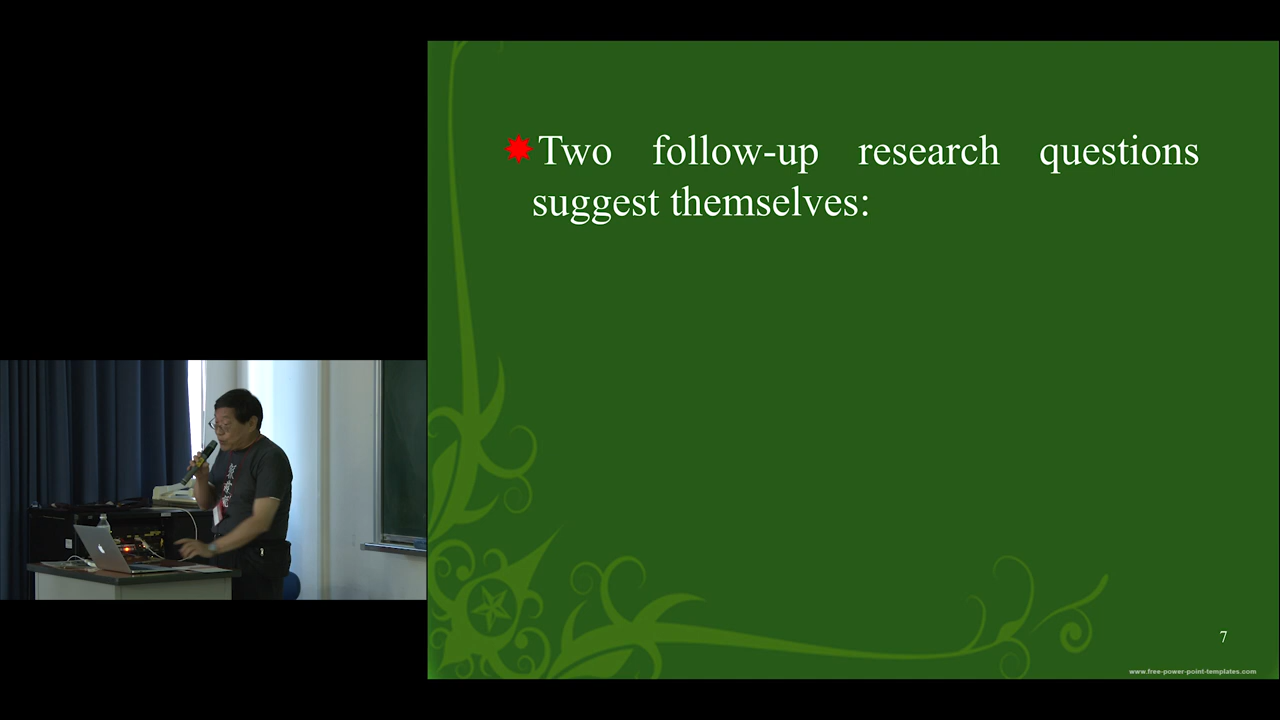 Two follow-up research questions
suggest themselves:
7
www.free-power-point-templates.com